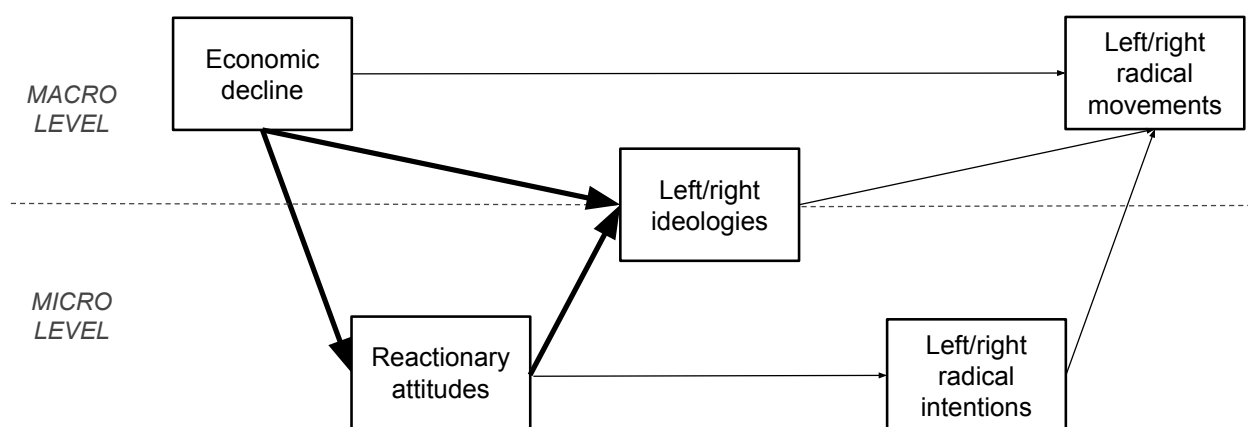 Economic
decline
Left/right
radical
movements
MACRO
LEVEL
Left/right
ideologies
MICRO
LEVEL
Reactionary
attitudes
Left/right
radical
intentions